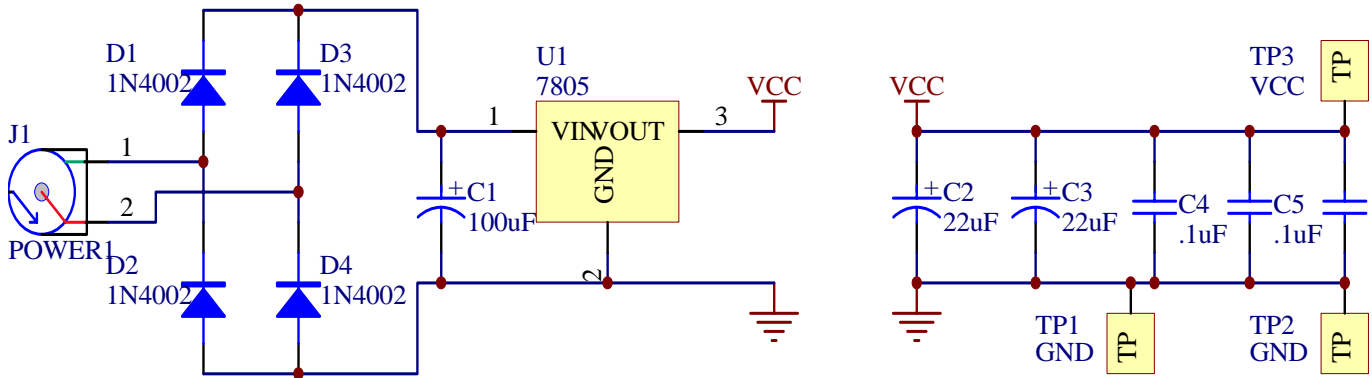 D1
1N4002
D3
1N4002
J1
1
2
POWER1
D2
1N4002
D4
1N4002
+
C1
100uF
U1
7805
1
VIN
VOUT
GND
3
2
VCC
VCC
+
C2
22uF
+
C3
22uF
C4
.1uF
C5
.1uF
TP3
VCC
TP
TP1
GND
TP
TP2
GND
TP